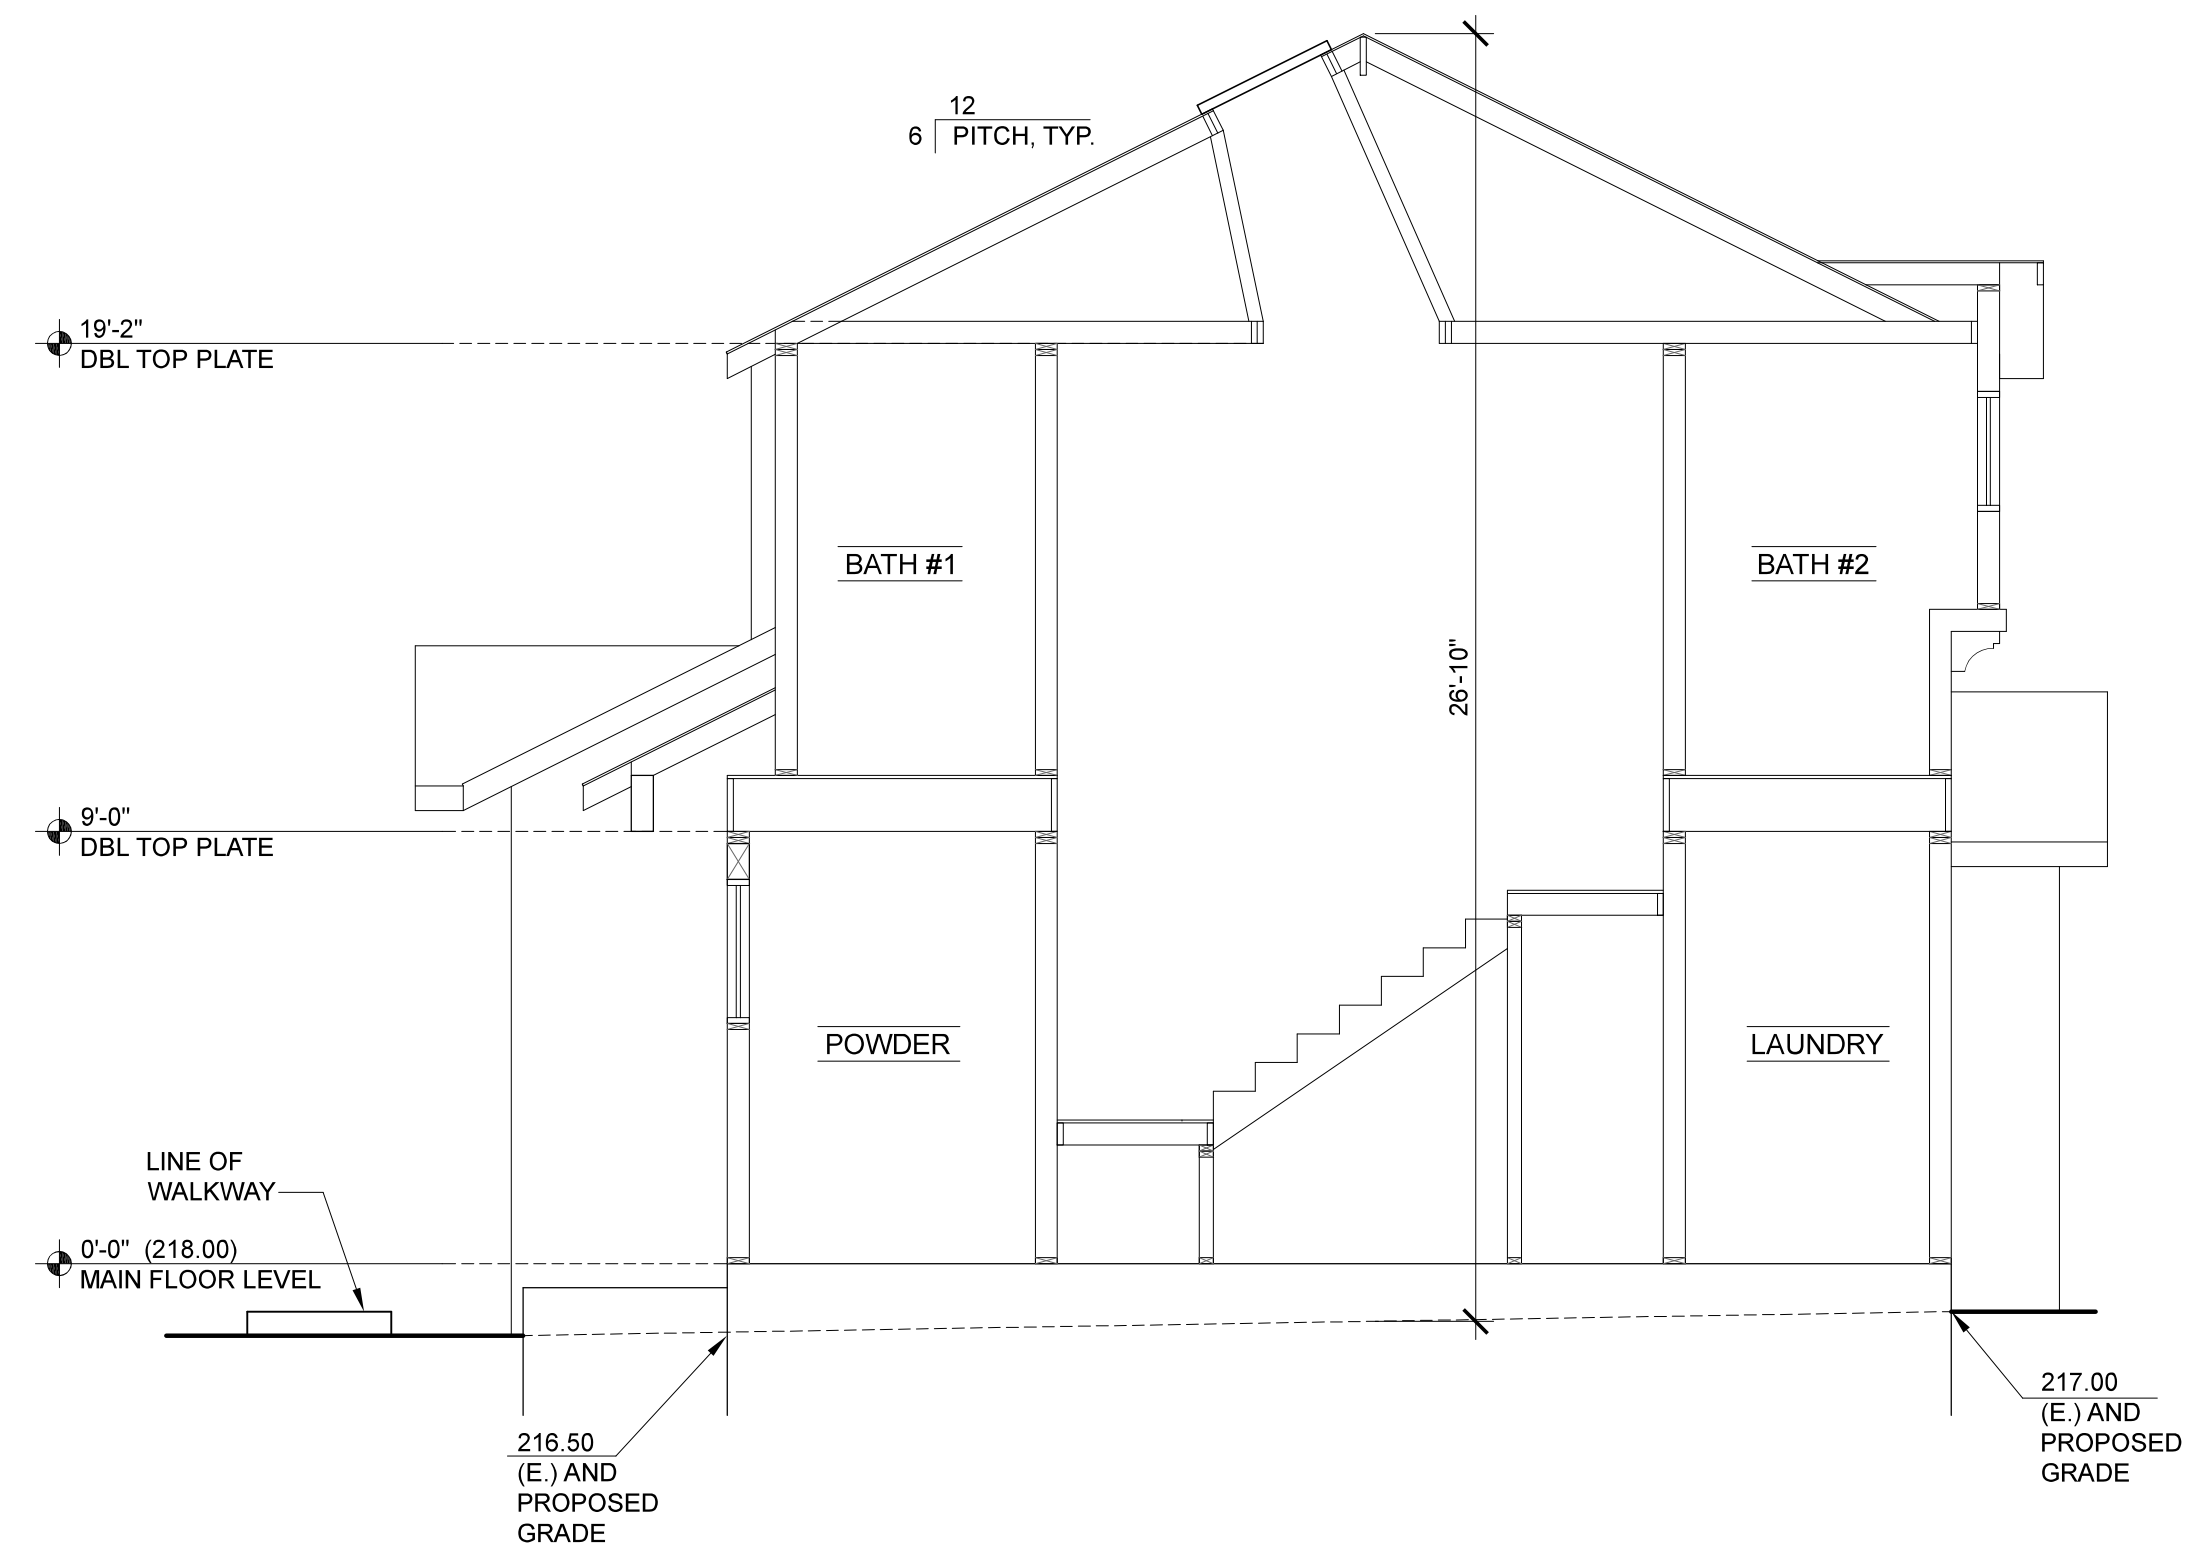 12
6 PITCH, TYP.
19'-2"
DBL TOP PLATE
BATH #1
BATH #2
26'-10"
9'-0"
DBL TOP PLATE
POWDER
LAUNDRY
LINE OF
WALKWAY
0'-0" (218.00)
MAIN FLOOR LEVEL
216.50
(E.) AND
PROPOSED
GRADE
217.00
(E.) AND
PROPOSED
GRADE